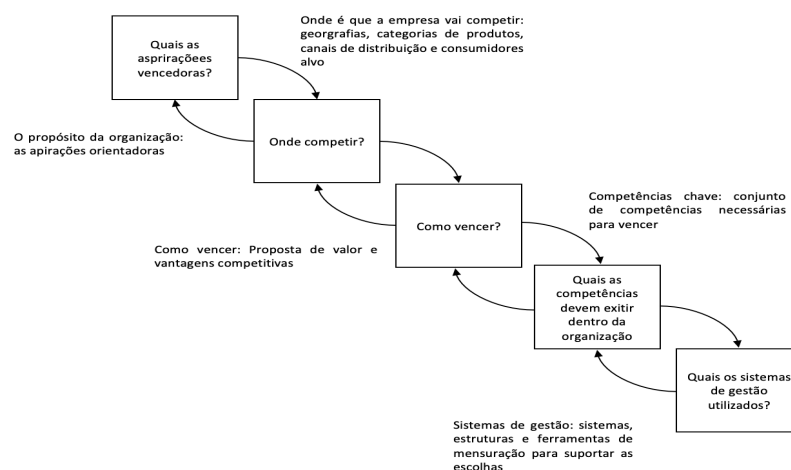 Quais as
asprirações
vencedoras?
Onde é que a empresa vai competir:
georgrafias, categorias de produtos,
canais de distribuição e consumidores
alvo
O propósito da organização:
as apirações orientadoras
Onde competir?
Como vencer?
Competências chave: conjunto
de competências necessárias
para vencer
Como vencer: Proposta de valor e
vantagens competitivas
Quais as
competências
devem exitir
dentro da
organização
Quais os sistemas
de gestão
utilizados?
Sistemas de gestão: sistemas,
estruturas e ferramentas de
mensuração para suportar as
escolhas